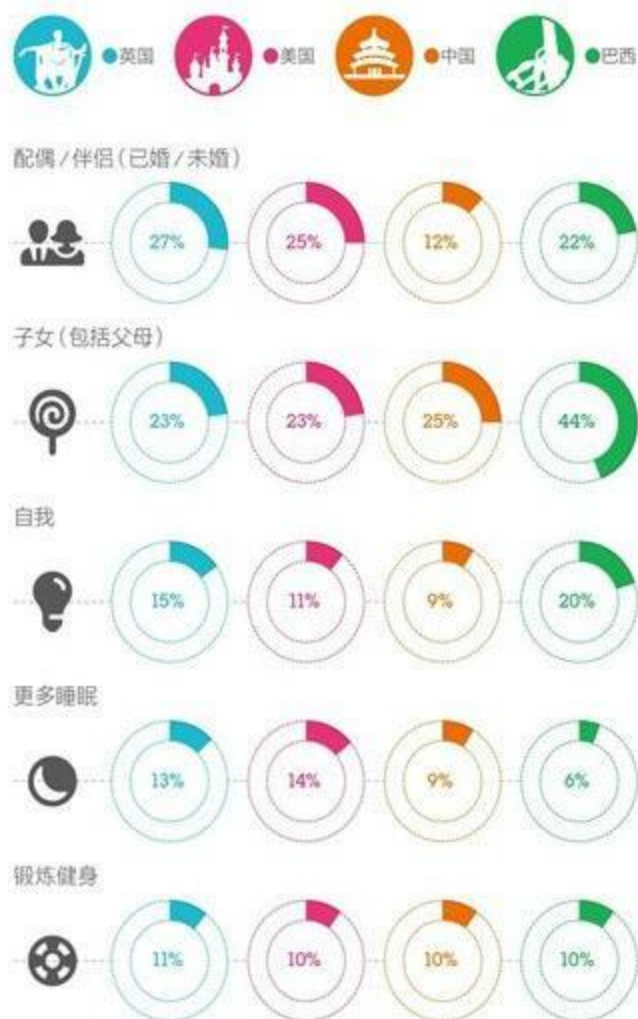 ●英国 ●美国 ●中国 ●巴西
配偶/伴侣(已婚/未婚)
27% 25% 12% 22%
子女(包括父母)
23% 23% 25% 44%
自我
15% 11% 9% 20%
更多睡眠
13% 14% 9% 6%
锻炼健身
11% 10% 10% 10%